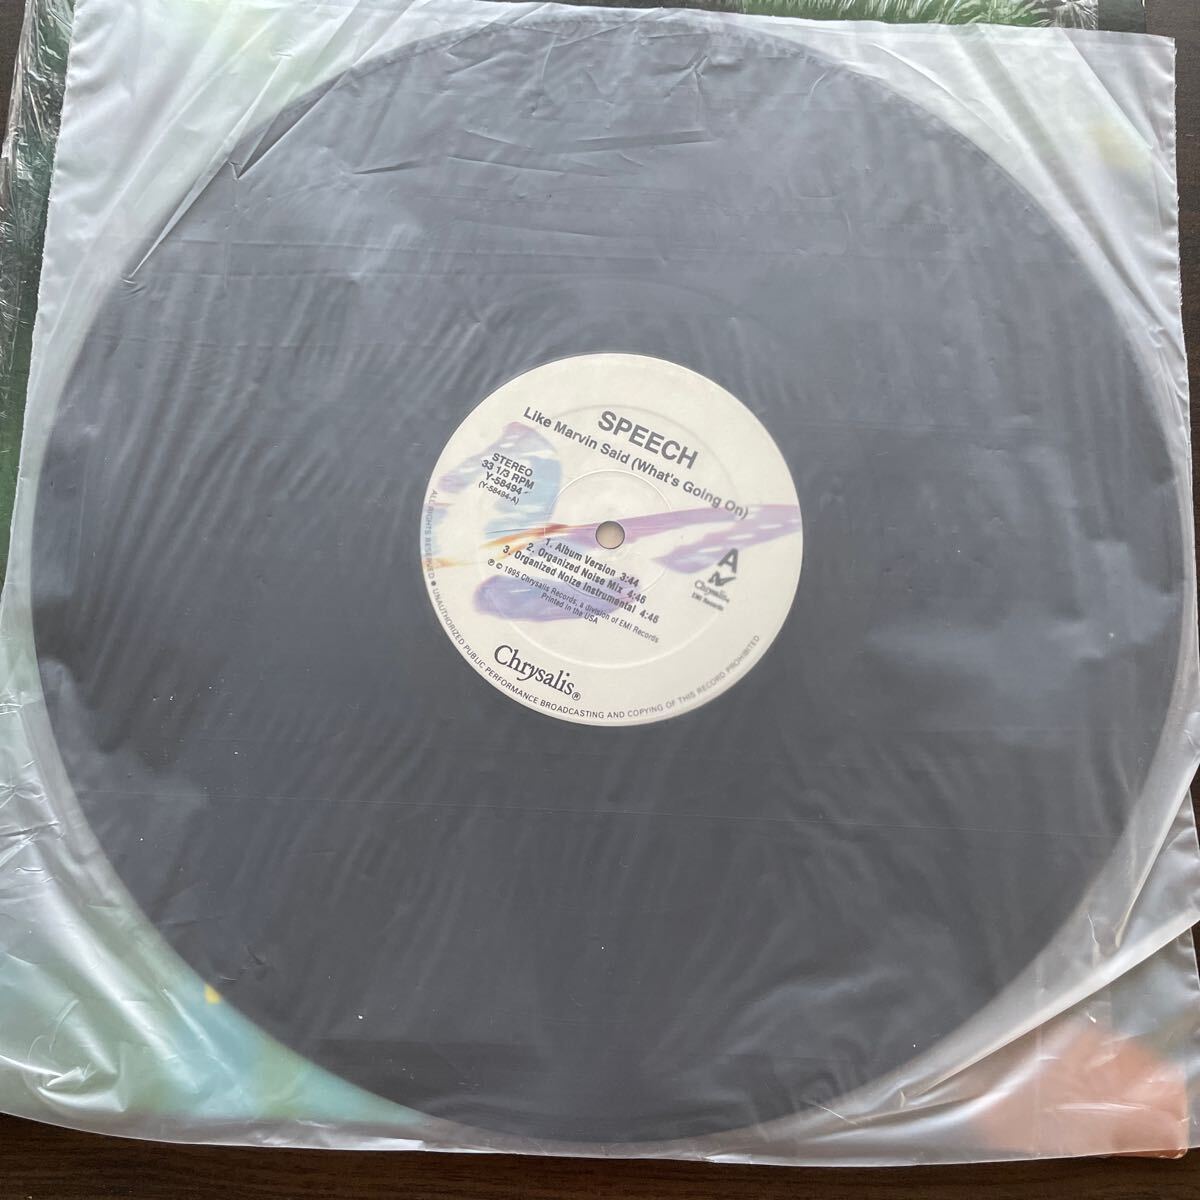 SPEECH
Like Marvin Said (What's Going On)
STEREO
33 1/3 RPM
Y-58494
(Y-58494-A)
A
Chrysalis®
EMI Records
1. Album Version 3:44
2. Organized Noise Mix 4:46
3. Organized Noize Instrumental 4:46
℗ © 1995 Chrysalis Records, a division of EMI Records
Printed in the USA
Chrysalis®
ALL RIGHTS RESERVED ● UNAUTHORIZED PUBLIC PERFORMANCE BROADCASTING AND COPYING OF THIS RECORD PROHIBITED